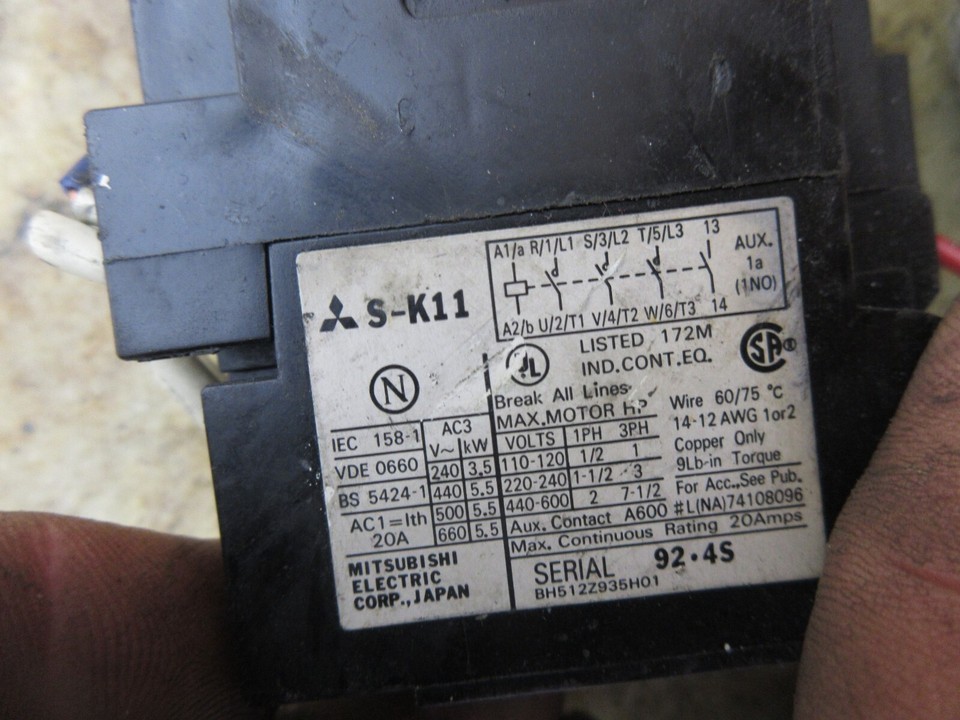 S-K11
N
A1/a R/1/L1 S/3/L2 T/5/L3 13
AUX.
1a
(1NO)
A2/b U/2/T1 V/4/T2 W/6/T3 14
UL
LISTED 172M
IND.CONT.EQ.
SA®
Break All Lines
MAX.MOTOR HP
VOLTS 1PH 3PH
110-120 1/2 1
220-240 1-1/2 3
440-600 2 7-1/2
Wire 60/75 °C
14-12 AWG 1or2
Copper Only
9Lb-in Torque
For Acc.,See Pub.
#L(NA)74108096
Aux. Contact A600
Max. Continuous Rating 20Amps
IEC 158-1
VDE 0660
BS 5424-1
AC1=Ith
20A
AC3
V~ kW
240 3.5
440 5.5
500 5.5
660 5.5
MITSUBISHI
ELECTRIC
CORP.,JAPAN
SERIAL 92·4S
BH512Z935H01